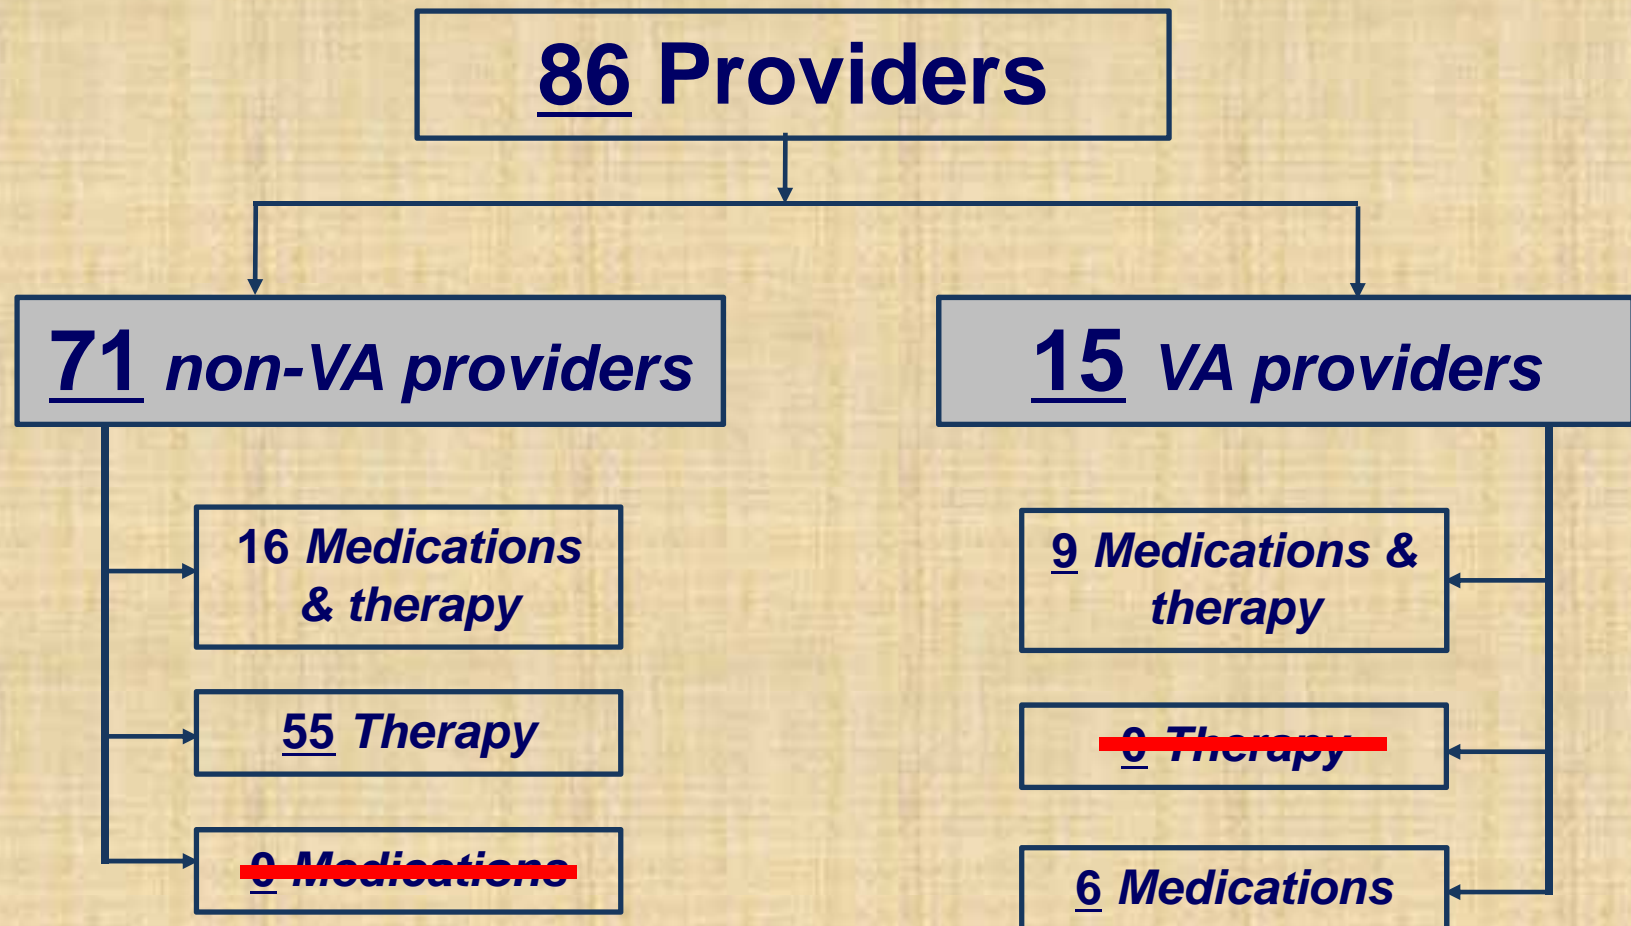 86 Providers
71 non-VA providers
15 VA providers
16 Medications
& therapy
55 Therapy
0 Medications
9 Medications &
therapy
0 Therapy
6 Medications